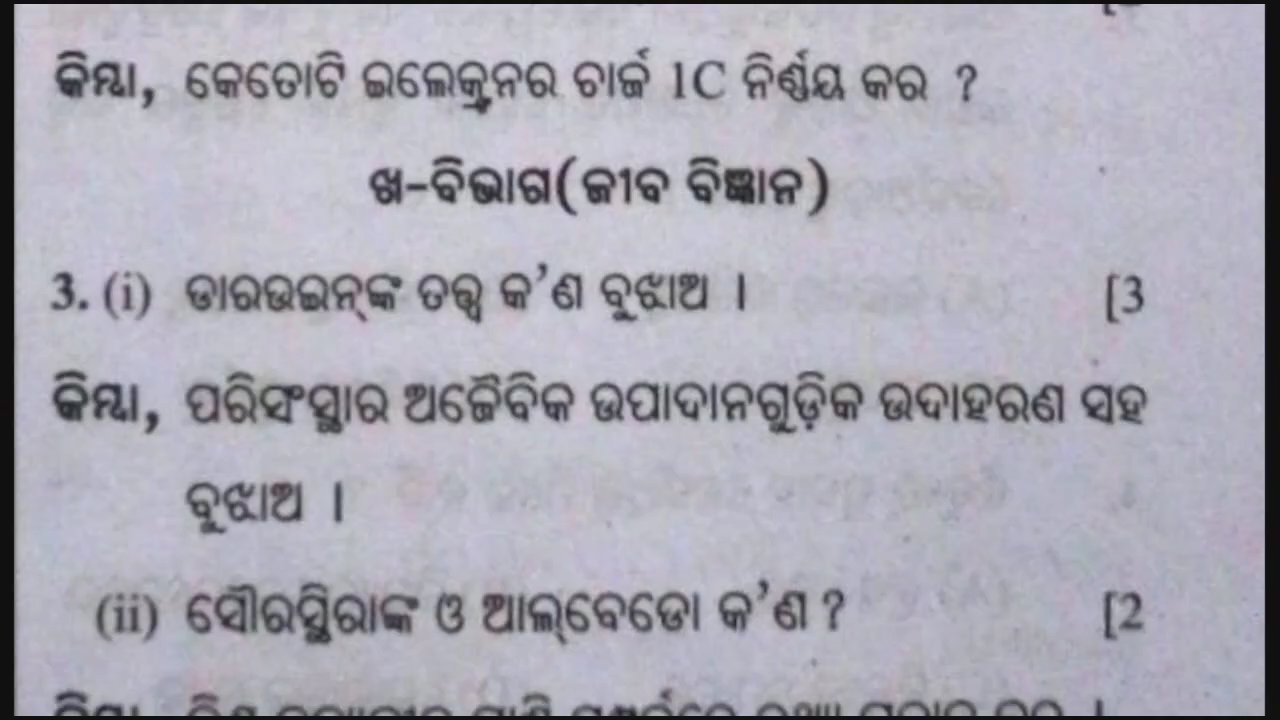 କିମ୍ବା, କେତୋଟି ଇଲେକ୍ଟ୍ରନର ଚାର୍ଜ 1C ନିର୍ଣ୍ଣୟ କର ?
ଖ-ବିଭାଗ(ଜୀବ ବିଜ୍ଞାନ)
3. (i) ଡାରଉଇନ୍‌ଙ୍କ ତତ୍ତ୍ୱ କ'ଣ ବୁଝାଅ । [3
କିମ୍ବା, ପରିସଂସ୍ଥାର ଅଜୈବିକ ଉପାଦାନଗୁଡ଼ିକ ଉଦାହରଣ ସହ
ବୁଝାଅ ।
(ii) ସୌରସ୍ଥିରାଙ୍କ ଓ ଆଲ୍‌ବେଡୋ କ'ଣ ? [2